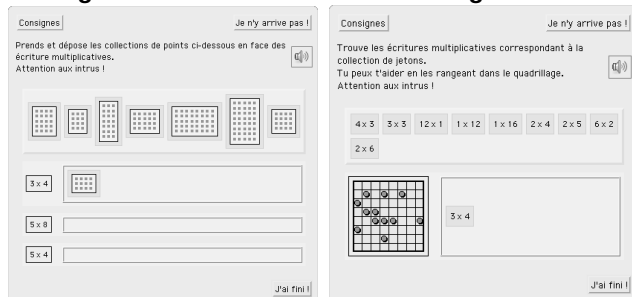 Consignes
Je n'y arrive pas !
Prends et dépose les collections de points ci-dessous en face des
écriture multiplicatives.
Attention aux intrus !
3 x 4
5 x 8
5 x 4
J'ai fini !
Consignes
Je n'y arrive pas !
Trouve les écritures multiplicatives correspondant à la
collection de jetons.
Tu peux t'aider en les rangeant dans le quadrillage.
Attention aux intrus !
4 x 3 3 x 3 12 x 1 1 x 12 1 x 16 2 x 4 2 x 5 6 x 2
2 x 6
3 x 4
J'ai fini !